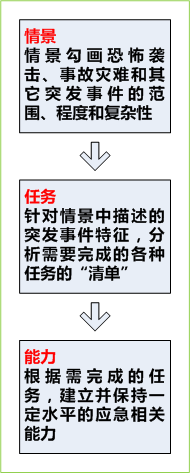 情景
情景勾画恐怖袭
击、事故灾难和其
它突发事件的范
围、程度和复杂性
任务
针对情景中描述的
突发事件特征，分
析需要完成的各种
任务的“清单”
能力
根据需完成的任
务，建立并保持一
定水平的应急相关
能力